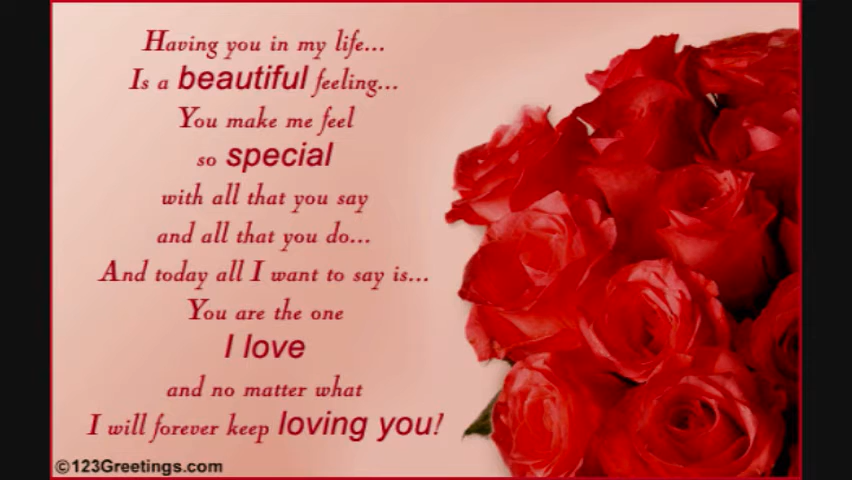 Having you in my life...
Is a beautiful feeling...
You make me feel
so special
with all that you say
and all that you do...
And today all I want to say is...
You are the one
I love
and no matter what
I will forever keep loving you!
©123Greetings.com